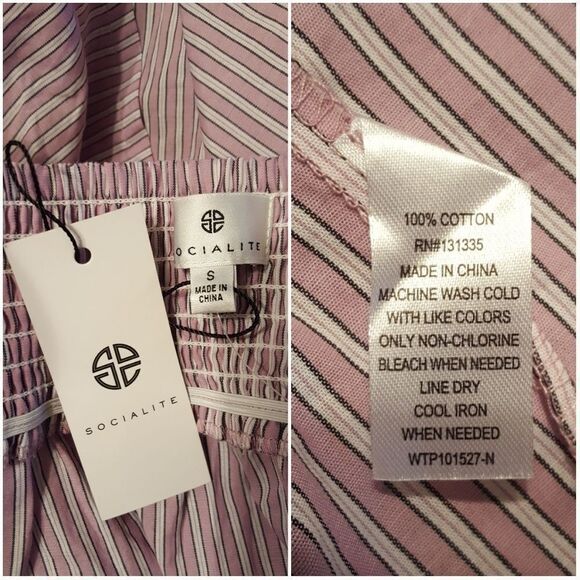 SOCIALITE
OCIALITE
S
MADE IN
CHINA
100% COTTON
RN#131335
MADE IN CHINA
MACHINE WASH COLD
WITH LIKE COLORS
ONLY NON-CHLORINE
BLEACH WHEN NEEDED
LINE DRY
COOL IRON
WHEN NEEDED
WTP101527-N